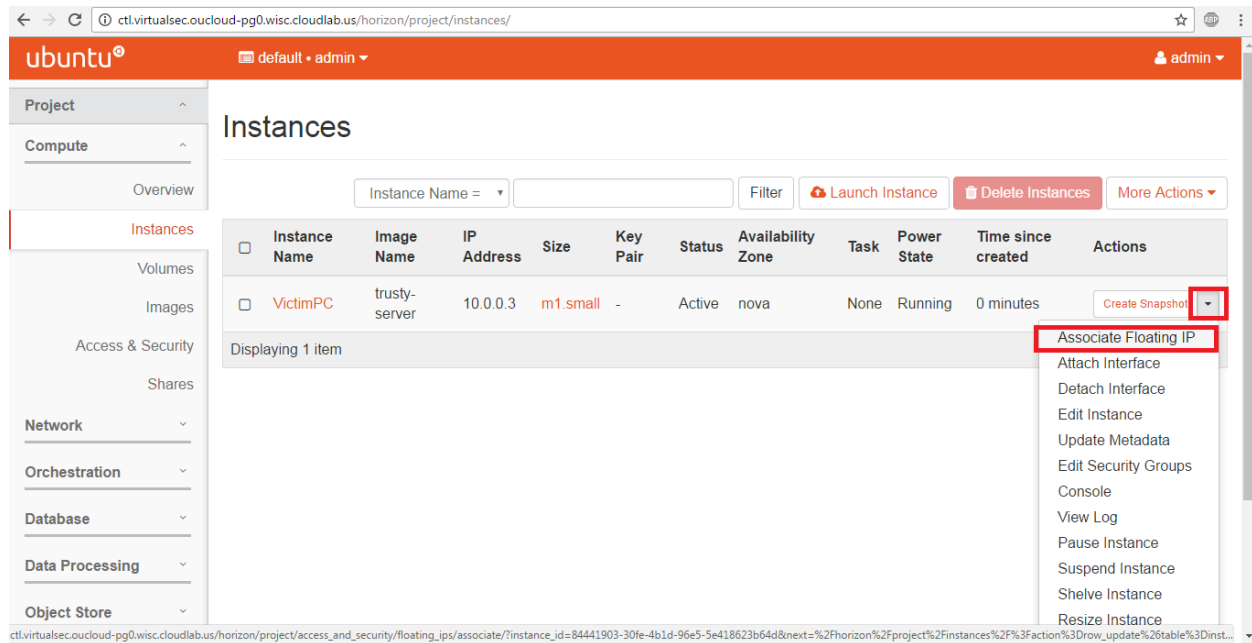 ctl.virtualsec.oucloud-pg0.wisc.cloudlab.us/horizon/project/instances/
ABP
ubuntu
default • admin
admin
Project
Compute
Overview
Instances
Volumes
Images
Access & Security
Shares
Network
Orchestration
Database
Data Processing
Object Store
Instances
Instance Name =
Filter
Launch Instance
Delete Instances
More Actions
Instance Name
Image Name
IP Address
Size
Key Pair
Status
Availability Zone
Task
Power State
Time since created
Actions
VictimPC
trusty-server
10.0.0.3
m1.small
-
Active
nova
None
Running
0 minutes
Create Snapshot
Displaying 1 item
Associate Floating IP
Attach Interface
Detach Interface
Edit Instance
Update Metadata
Edit Security Groups
Console
View Log
Pause Instance
Suspend Instance
Shelve Instance
Resize Instance
ctl.virtualsec.oucloud-pg0.wisc.cloudlab.us/horizon/project/access_and_security/floating_ips/associate/?instance_id=84441903-30fe-4b1d-96e5-5e418623b64d&next=%2Fhorizon%2Fproject%2Finstances%2F%3Faction%3Drow_update%26table%3Dinst...